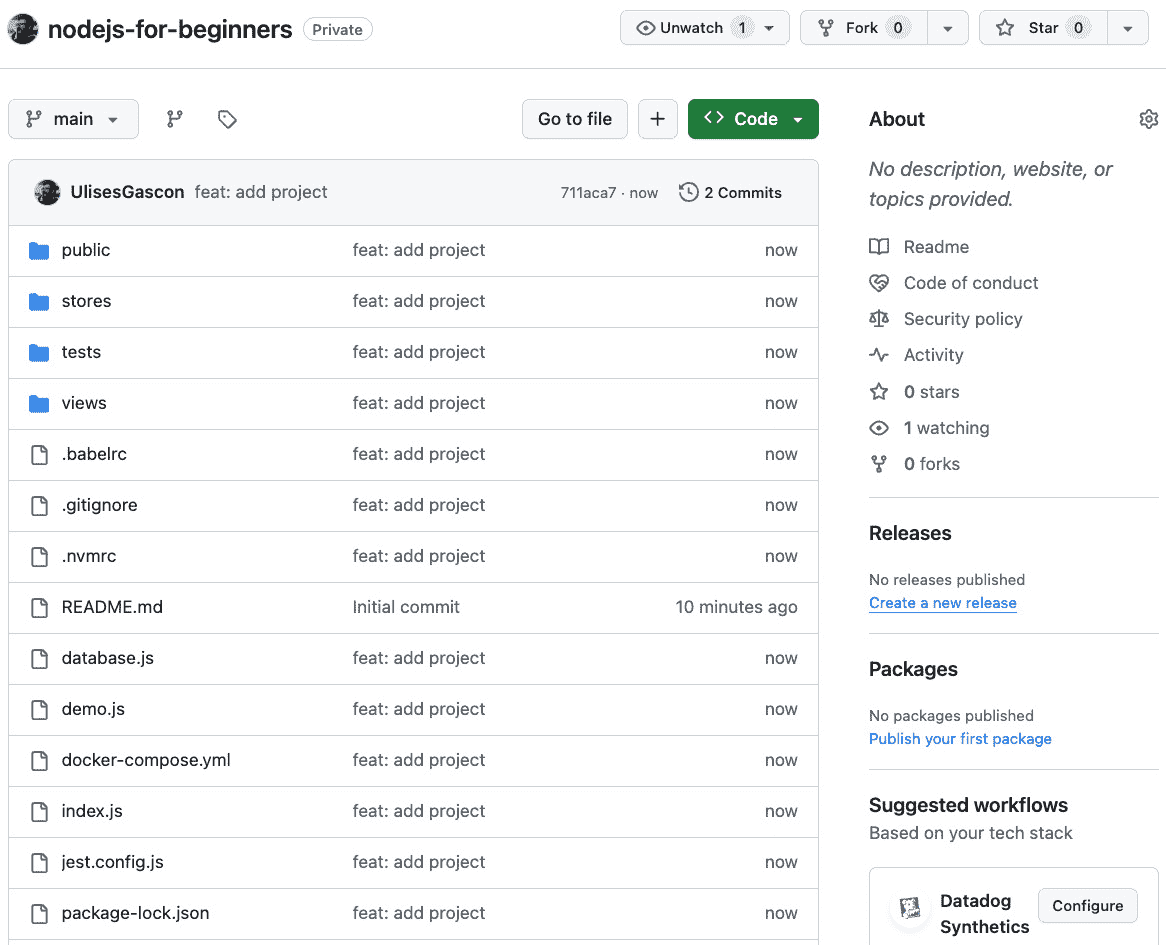 nodejs-for-beginners Private
Unwatch 1
Fork 0
Star 0
main
Go to file
+
<> Code
UlisesGascon feat: add project 711aca7 · now 2 Commits
public feat: add project now
stores feat: add project now
tests feat: add project now
views feat: add project now
.babelrc feat: add project now
.gitignore feat: add project now
.nvmrc feat: add project now
README.md Initial commit 10 minutes ago
database.js feat: add project now
demo.js feat: add project now
docker-compose.yml feat: add project now
index.js feat: add project now
jest.config.js feat: add project now
package-lock.json feat: add project now
About
No description, website, or
topics provided.
Readme
Code of conduct
Security policy
Activity
0 stars
1 watching
0 forks
Releases
No releases published
Create a new release
Packages
No packages published
Publish your first package
Suggested workflows
Based on your tech stack
Datadog
Synthetics
Configure